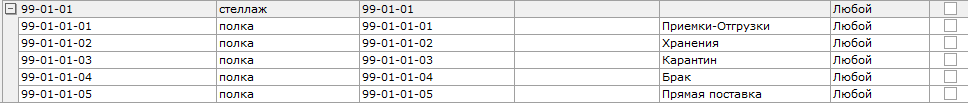 99-01-01 стеллаж 99-01-01 Любой
99-01-01-01 полка 99-01-01-01 Приемки-Отгрузки Любой
99-01-01-02 полка 99-01-01-02 Хранения Любой
99-01-01-03 полка 99-01-01-03 Карантин Любой
99-01-01-04 полка 99-01-01-04 Брак Любой
99-01-01-05 полка 99-01-01-05 Прямая поставка Любой